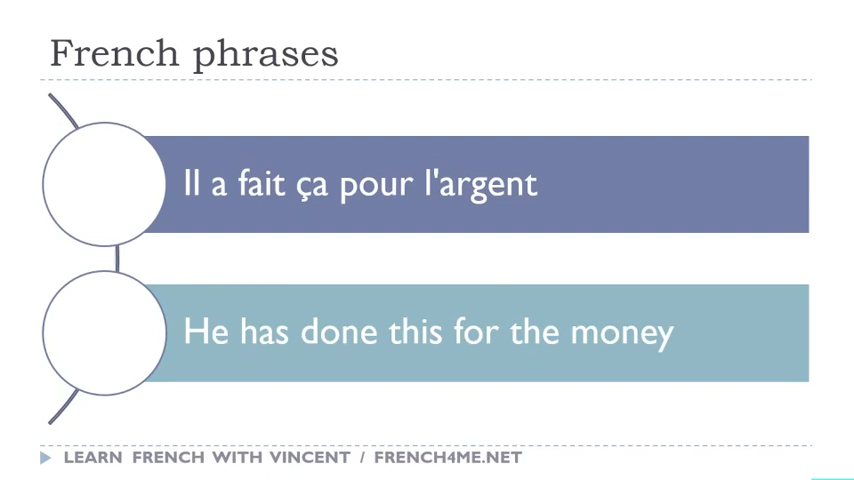 French phrases
Il a fait ça pour l'argent
He has done this for the money
LEARN FRENCH WITH VINCENT / FRENCH4ME.NET